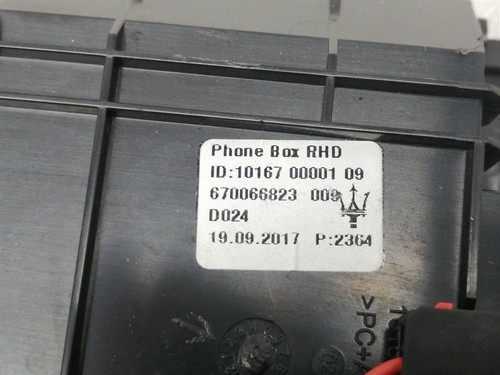 Phone Box RHD
ID:10167 00001 09
670066823 009
D024
19.09.2017 P:2364
>PC+A